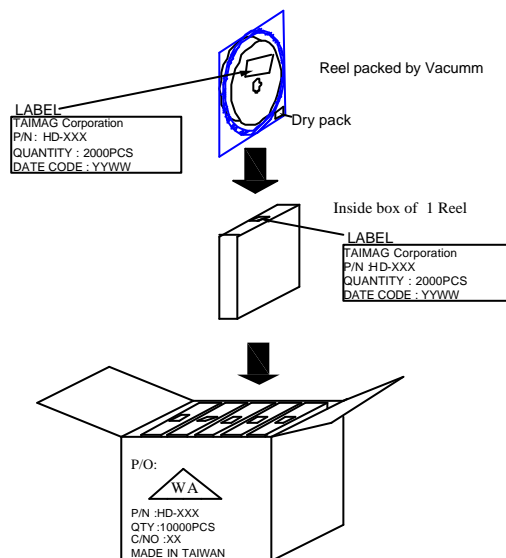 Reel packed by Vacumm
LABEL
TAIMAG Corporation
P/N : HD-XXX
QUANTITY : 2000PCS
DATE CODE : YYWW
Dry pack
Inside box of 1 Reel
LABEL
TAIMAG Corporation
P/N :HD-XXX
QUANTITY : 2000PCS
DATE CODE : YYWW
P/O:
WA
P/N :HD-XXX
QTY :10000PCS
C/NO :XX
MADE IN TAIWAN